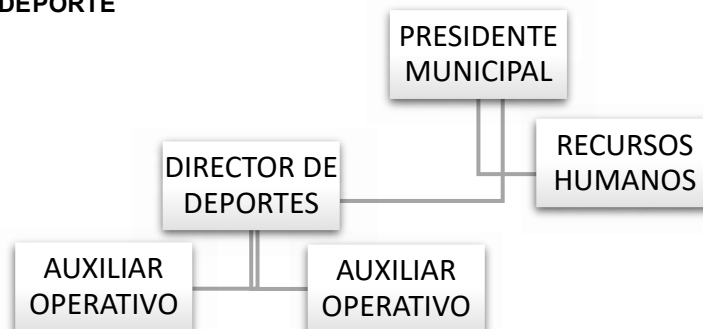 DEPORTE
PRESIDENTE
MUNICIPAL
RECURSOS
HUMANOS
DIRECTOR DE
DEPORTES
AUXILIAR
OPERATIVO
AUXILIAR
OPERATIVO